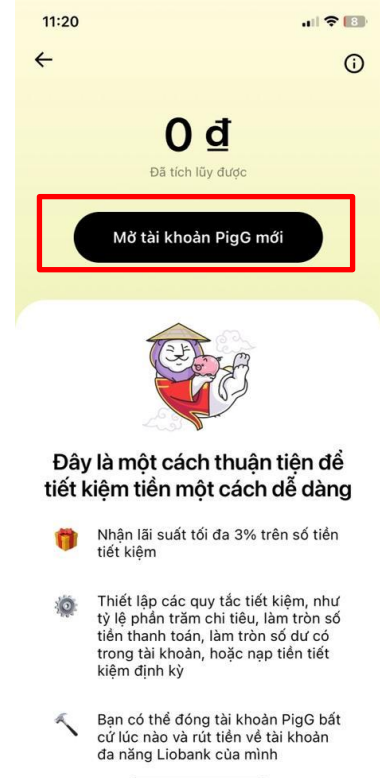 11:20
8
0 ₫
Đã tích lũy được
Mở tài khoản PigG mới
Đây là một cách thuận tiện để
tiết kiệm tiền một cách dễ dàng
Nhận lãi suất tối đa 3% trên số tiền
tiết kiệm
Thiết lập các quy tắc tiết kiệm, như
tỷ lệ phần trăm chi tiêu, làm tròn số
tiền thanh toán, làm tròn số dư có
trong tài khoản, hoặc nạp tiền tiết
kiệm định kỳ
Bạn có thể đóng tài khoản PigG bất
cứ lúc nào và rút tiền về tài khoản
đa năng Liobank của mình